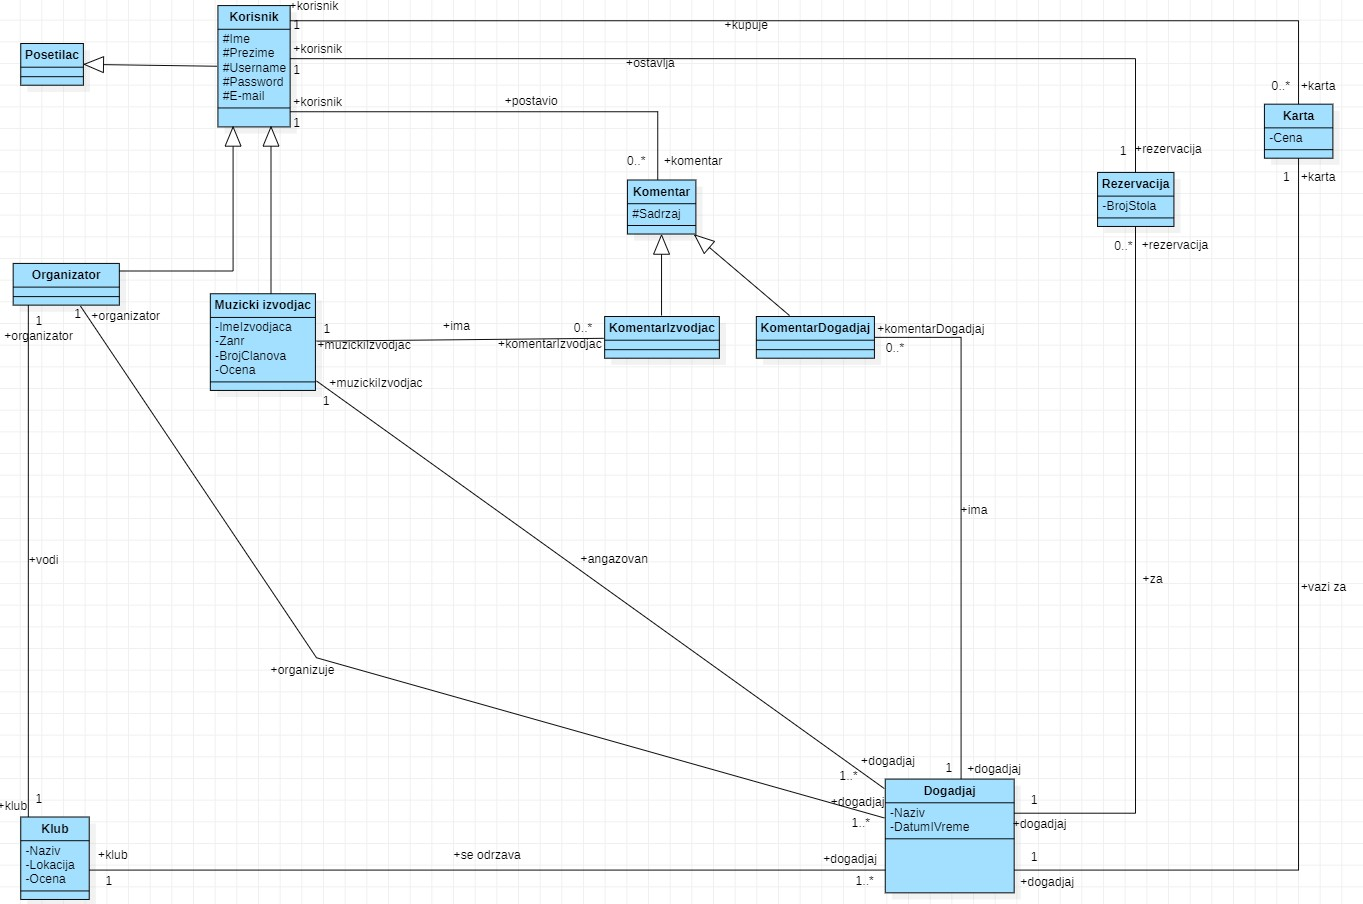 +korisnik
Korisnik
1
+kupuje
#Ime
#Prezime
#Username
#Password
#E-mail
+korisnik
1
+ostavlja
Posetilac
+korisnik
1
+postavio
0..*
+karta
Karta
-Cena
1
+rezervacija
1
+karta
0..*
+komentar
Komentar
#Sadrzaj
Rezervacija
-BrojStola
0..*
+rezervacija
Organizator
1
+organizator
1
+organizator
Muzicki izvodjac
-ImeIzvodjaca
-Zanr
-BrojClanova
-Ocena
1
+muzickiIzvodjac
+ima
0..*
+komentarIzvodjac
KomentarIzvodjac
KomentarDogadjaj
+komentarDogadjaj
0..*
+muzickiIzvodjac
1
+ima
+vodi
+angazovan
+za
+vazi za
+organizuje
+dogadjaj
1..*
1
+dogadjaj
+dogadjaj
1..*
Dogadjaj
-Naziv
-DatumIVreme
1
+dogadjaj
1
+klub
Klub
-Naziv
-Lokacija
-Ocena
+klub
1
+se odrzava
+dogadjaj
1..*
1
+dogadjaj